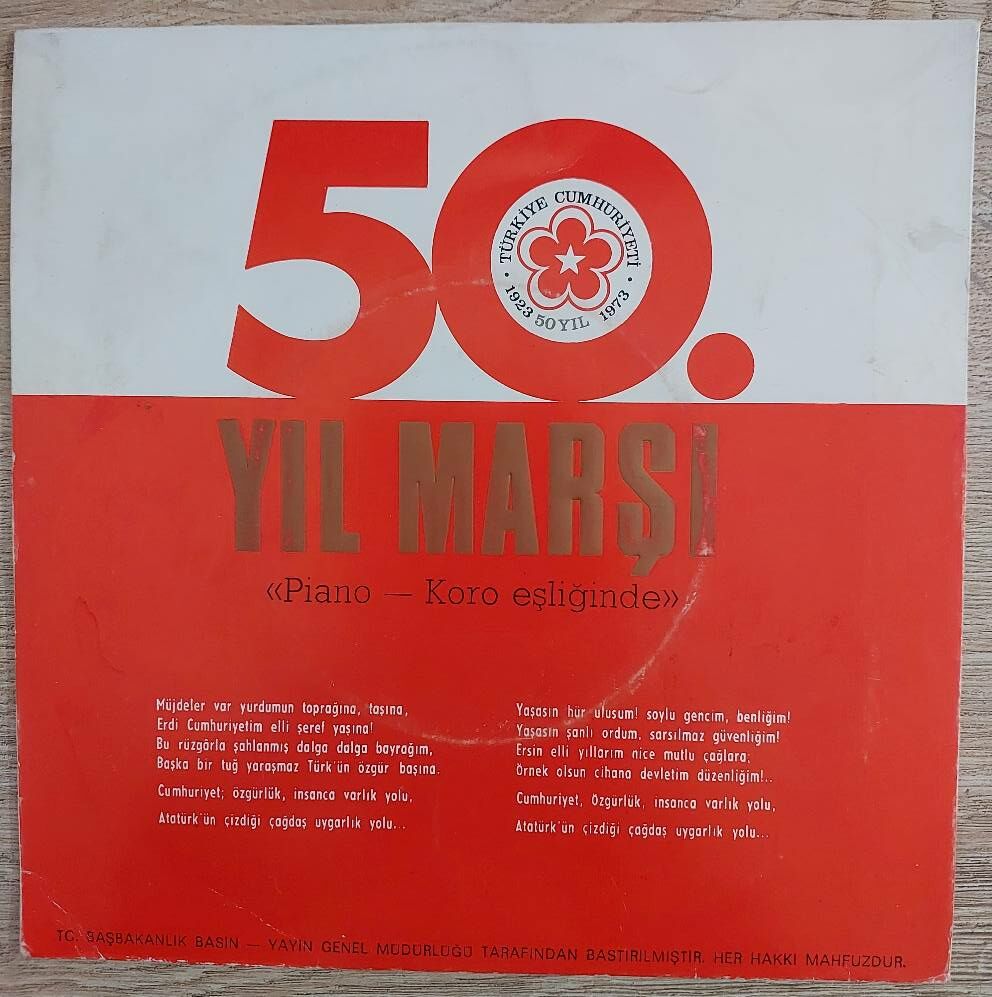 50.
TÜRKİYE CUMHURİYETİ
1923 50 YIL 1973
YIL MARŞI
«Piano — Koro eşliğinde»
Müjdeler var yurdumun toprağına, taşına,
Erdi Cumhuriyetim elli şeref yaşına!
Bu rüzgârla şahlanmış dalga dalga bayrağım,
Başka bir tuğ yaraşmaz Türk'ün özgür başına.
Cumhuriyet; özgürlük, insanca varlık yolu,
Atatürk'ün çizdiği çağdaş uygarlık yolu...
Yaşasın hür ulusum! soylu gencim, benliğim!
Yaşasın şanlı ordum, sarsılmaz güvenliğim!
Ersin elli yıllarım nice mutlu çağlara;
Örnek olsun cihana devletim düzenliğim!..
Cumhuriyet, Özgürlük, insanca varlık yolu,
Atatürk'ün çizdiği çağdaş uygarlık yolu...
TC. BAŞBAKANLIK BASIN — YAYIN GENEL MÜDÜRLÜĞÜ TARAFINDAN BASTIRILMIŞTIR. HER HAKKI MAHFUZDUR.